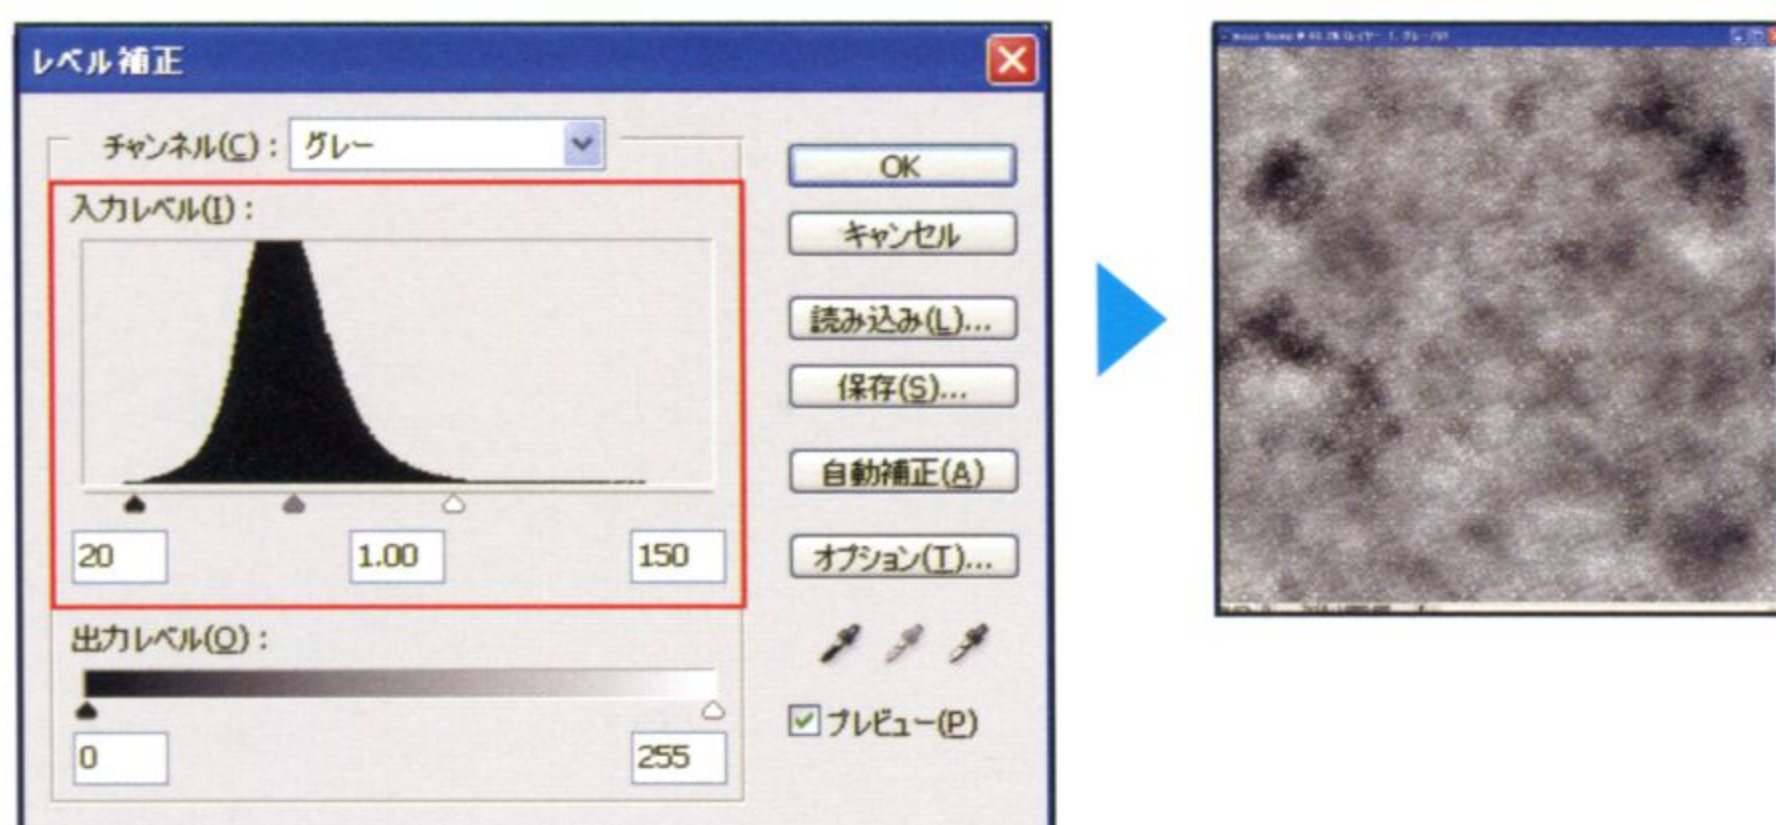 レベル補正
チャンネル(C): グレー
入力レベル(I):
20 1.00 150
出力レベル(O):
0 255
OK
キャンセル
読み込み(L)...
保存(S)...
自動補正(A)
オプション(T)...
プレビュー(P)